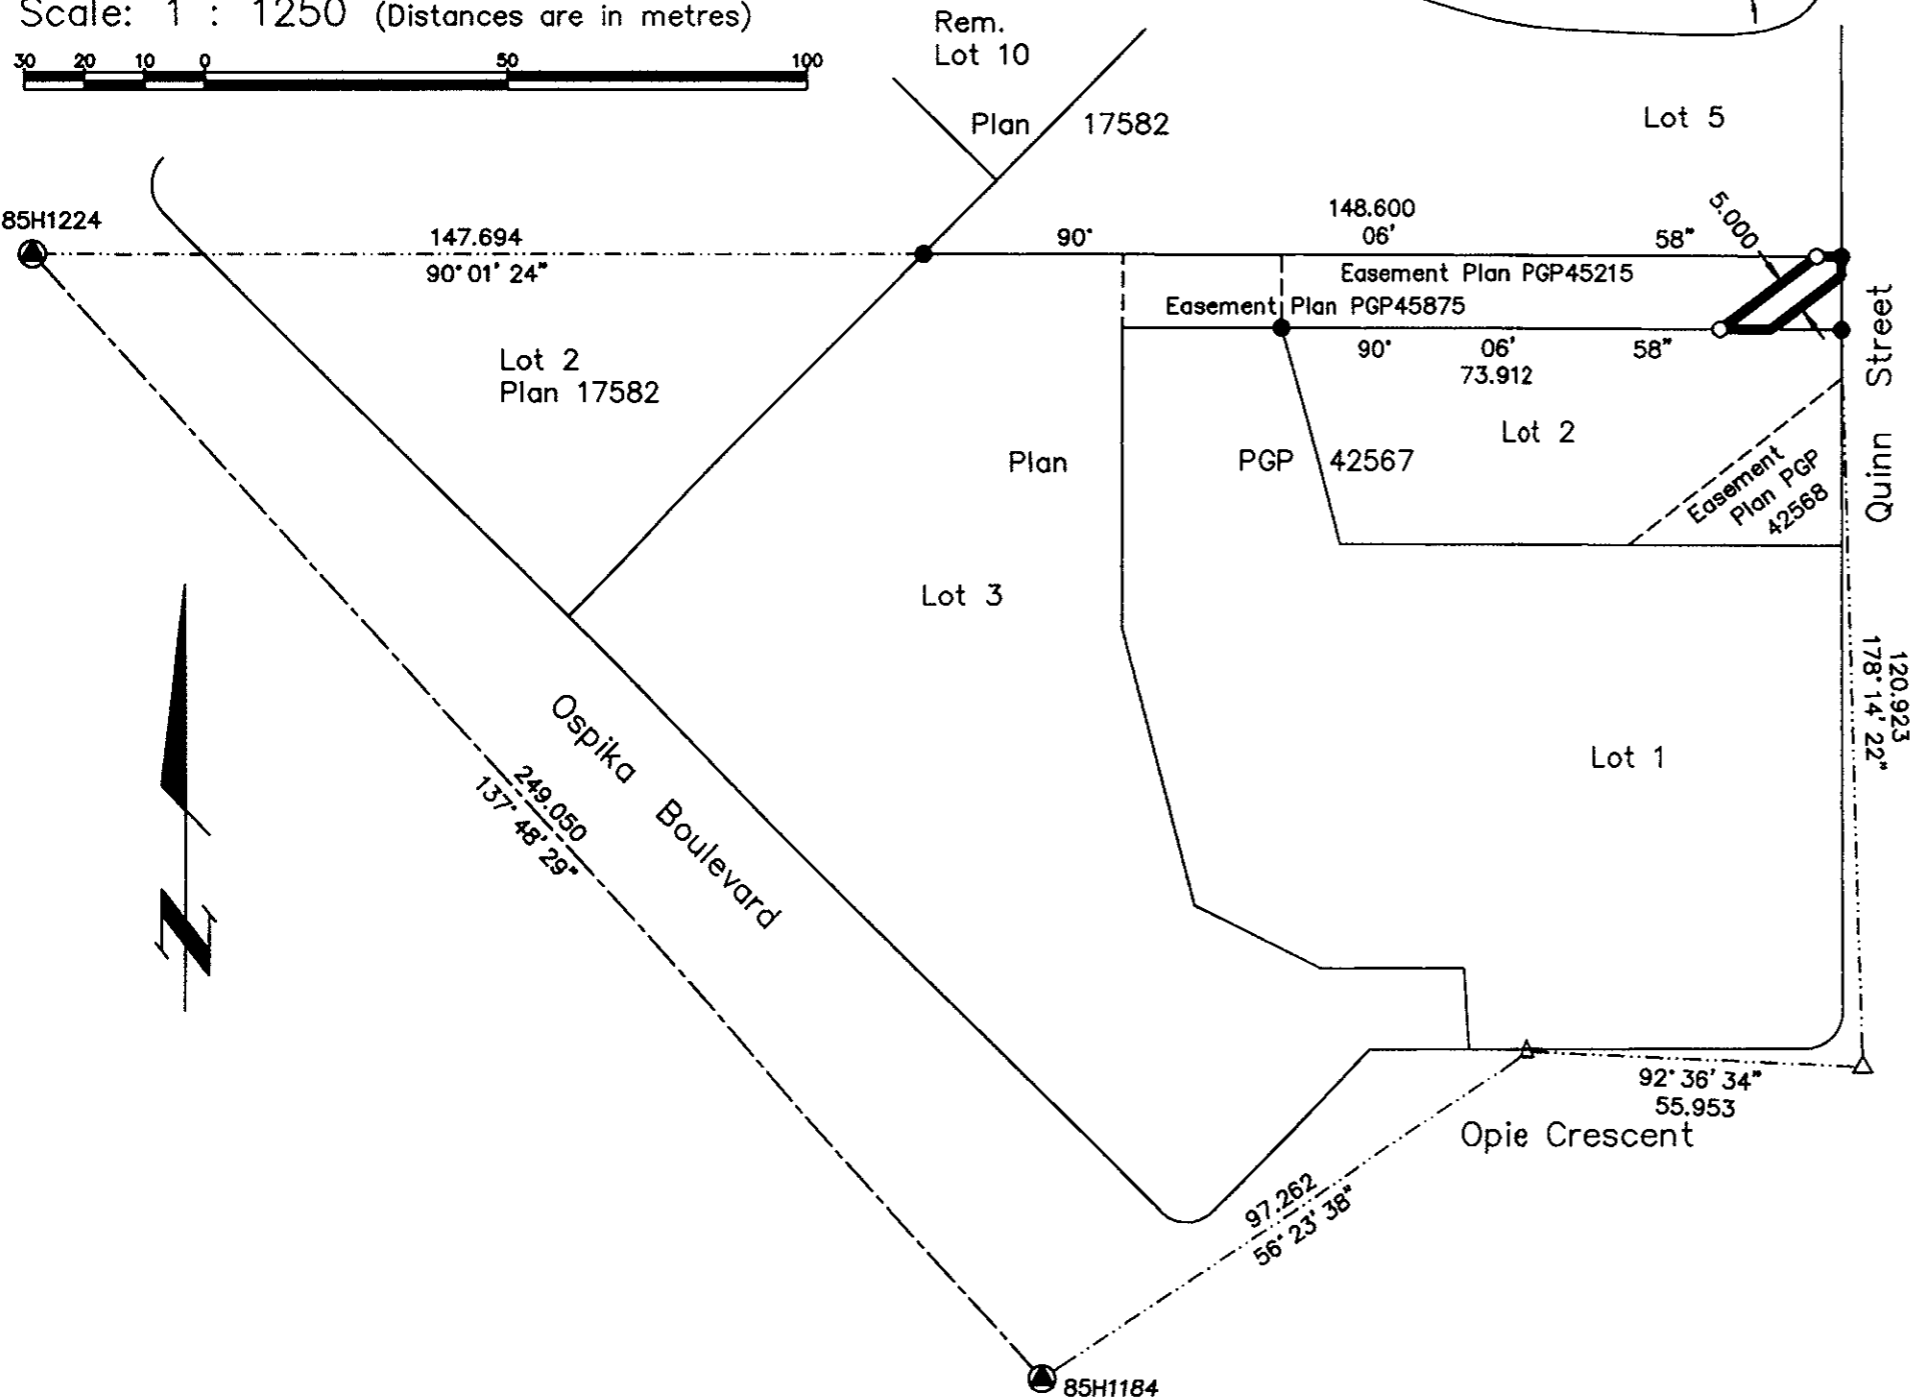 Scale: 1 : 1250 (Distances are in metres)
30 20 10 0 50 100
Rem.
Lot 10
Plan 17582
Lot 5
85H1224
147.694
90° 01' 24"
148.600
90° 06' 58"
5.000
Easement Plan PGP45215
Easement Plan PGP45875
90° 06' 58"
73.912
Lot 2
Plan 17582
Lot 2
Plan PGP 42567
Easement
Plan PGP
42568
Quinn Street
Lot 3
120.923
178° 14' 22"
Ospika Boulevard
249.050
137° 48' 29"
Lot 1
N
92° 36' 34"
55.953
Opie Crescent
97.262
56° 23' 38"
85H1184